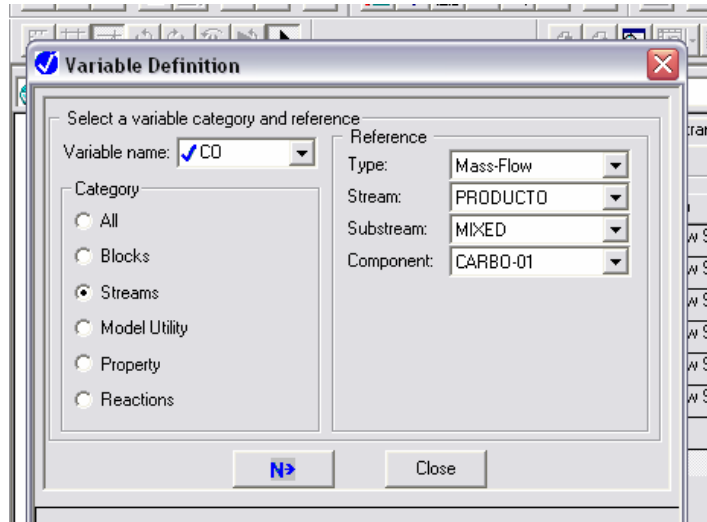 Variable Definition
Select a variable category and reference
Variable name: CO
Category
All
Blocks
Streams
Model Utility
Property
Reactions
Reference
Type: Mass-Flow
Stream: PRODUCTO
Substream: MIXED
Component: CARBO-01
N
Close